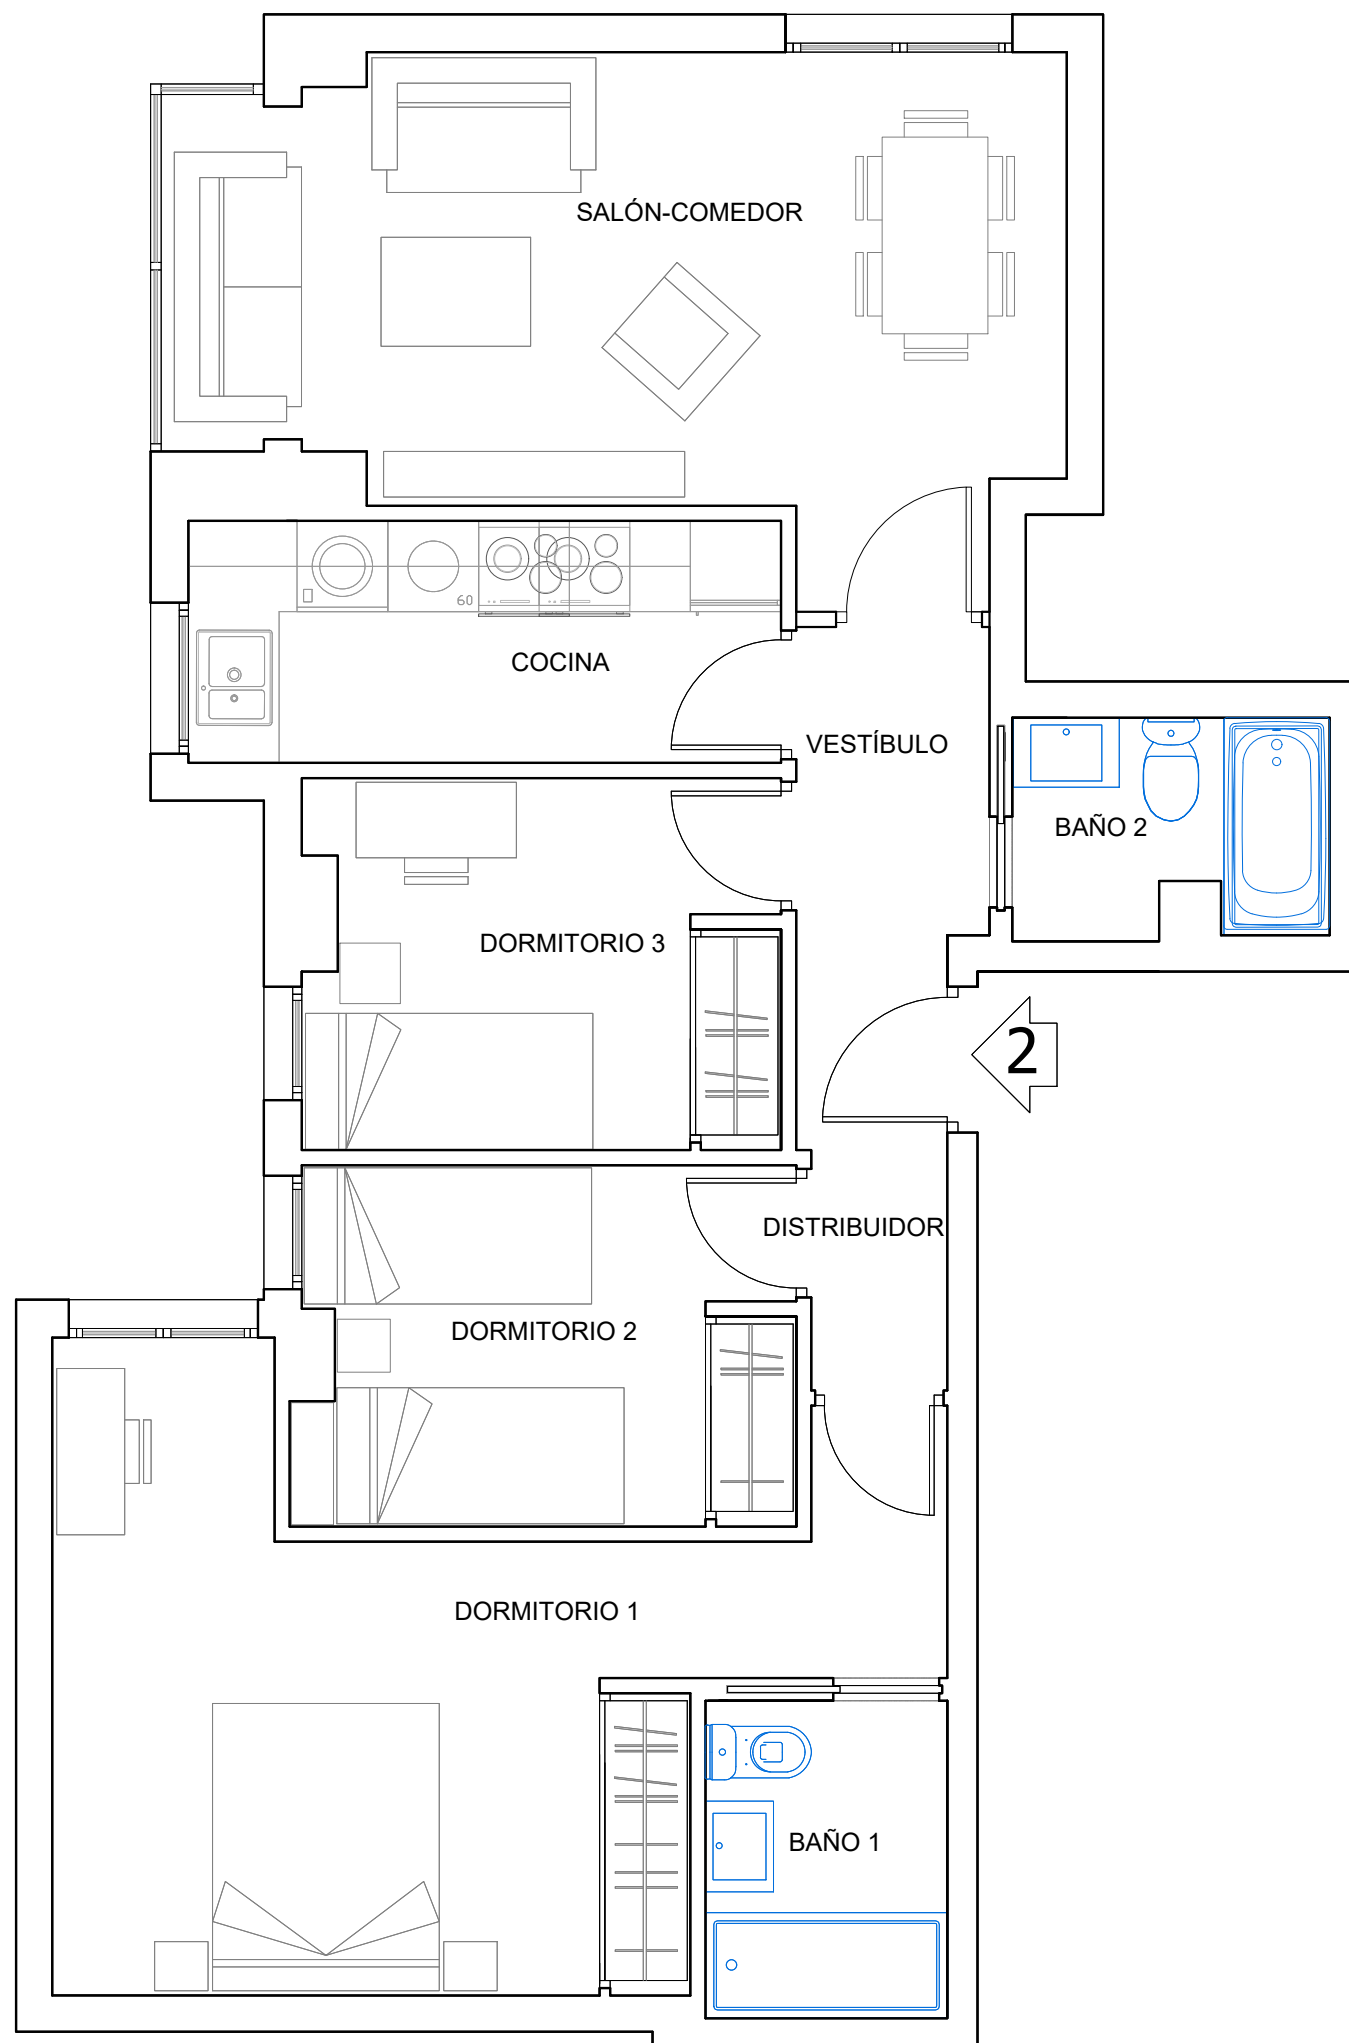 SALÓN-COMEDOR
60
COCINA
VESTÍBULO
BAÑO 2
DORMITORIO 3
2
DISTRIBUIDOR
DORMITORIO 2
DORMITORIO 1
BAÑO 1